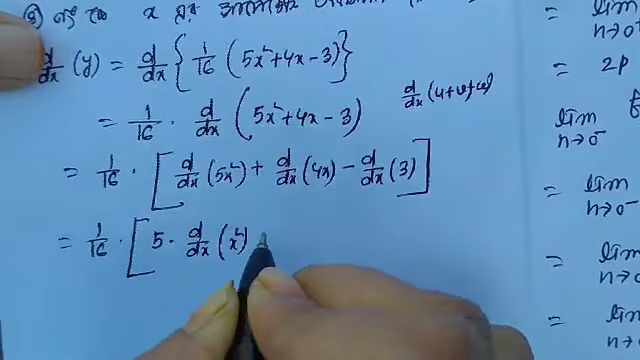 x এর
d/dx (y) = d/dx {1/16 (5x²+4x-3)}
= 1/16 · d/dx (5x²+4x-3)
d/dx (u+v+w)
= 1/16 · [d/dx (5x²) + d/dx (4x) - d/dx (3)]
= 1/16 · [5 · d/dx (x²)
= lim
n→0⁺
= 2p
lim
n→0⁻
= lim
n→0⁻
= lim
n→0⁻
= lim